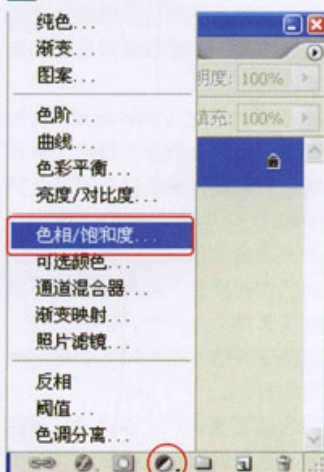 纯色...
渐变...
图案...
色阶...
曲线...
色彩平衡...
亮度/对比度...
色相/饱和度...
可选颜色...
通道混合器...
渐变映射...
照片滤镜...
反相
阈值...
色调分离...
明度: 100%
填充: 100%